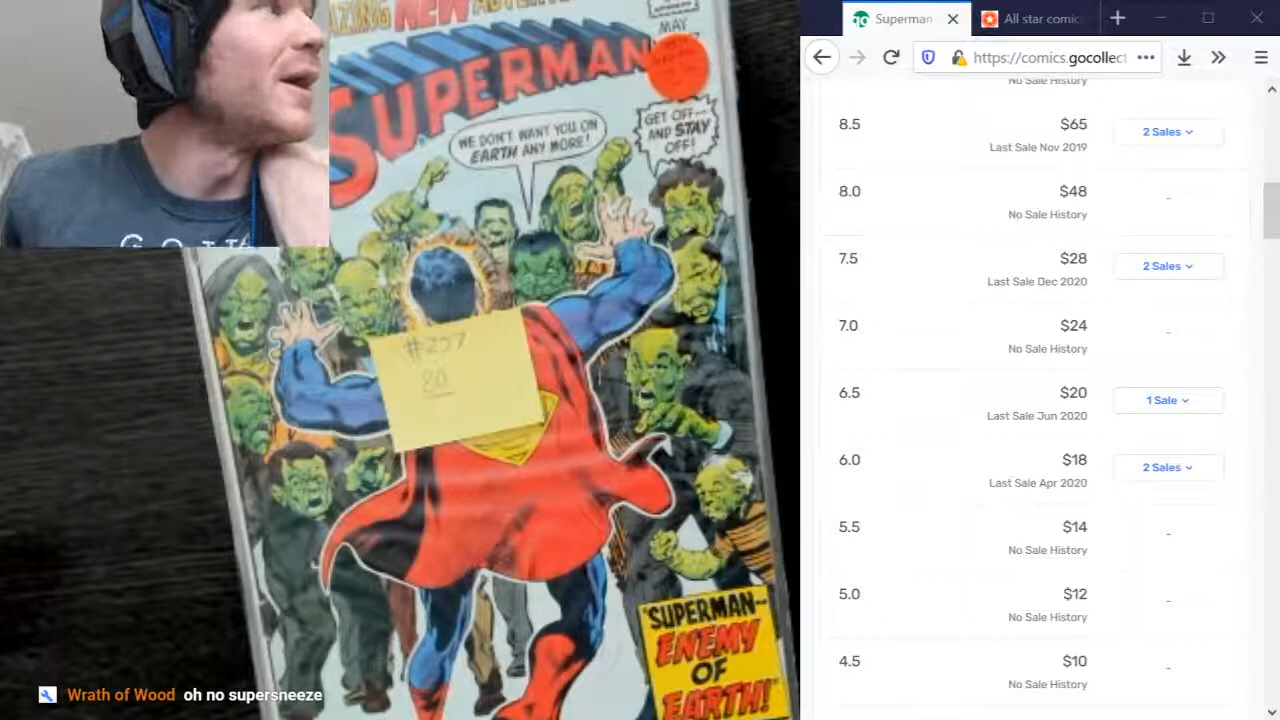 AZING NEW ADVENT
MAY
SUPERMAN
WE DON'T WANT YOU ON
EARTH ANY MORE!
GET OFF--
AND STAY
OFF!
#237
80
"SUPERMAN--
ENEMY
OF
EARTH!"
Wrath of Wood oh no supersneeze
Superman
All star comics
https://comics.gocollect
No Sale History
8.5 $65 2 Sales
Last Sale Nov 2019
8.0 $48 -
No Sale History
7.5 $28 2 Sales
Last Sale Dec 2020
7.0 $24 -
No Sale History
6.5 $20 1 Sale
Last Sale Jun 2020
6.0 $18 2 Sales
Last Sale Apr 2020
5.5 $14 -
No Sale History
5.0 $12 -
No Sale History
4.5 $10 -
No Sale History